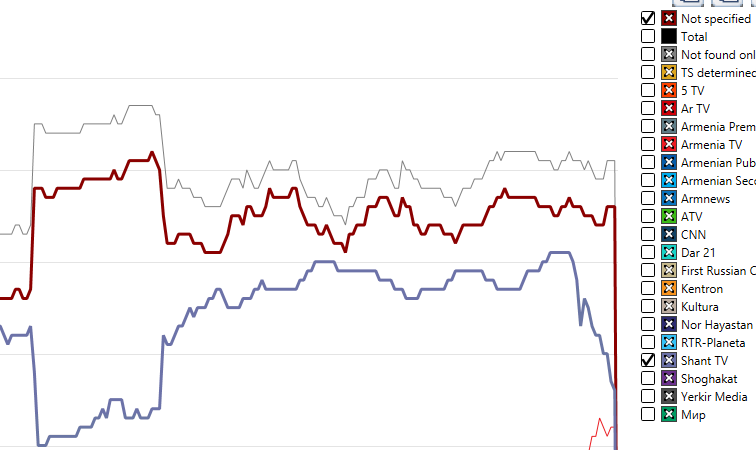 Not specified
Total
Not found onl
TS determined
5 TV
Ar TV
Armenia Prem
Armenia TV
Armenian Pub
Armenian Seco
Armnews
ATV
CNN
Dar 21
First Russian C
Kentron
Kultura
Nor Hayastan
RTR-Planeta
Shant TV
Shoghakat
Yerkir Media
Мир